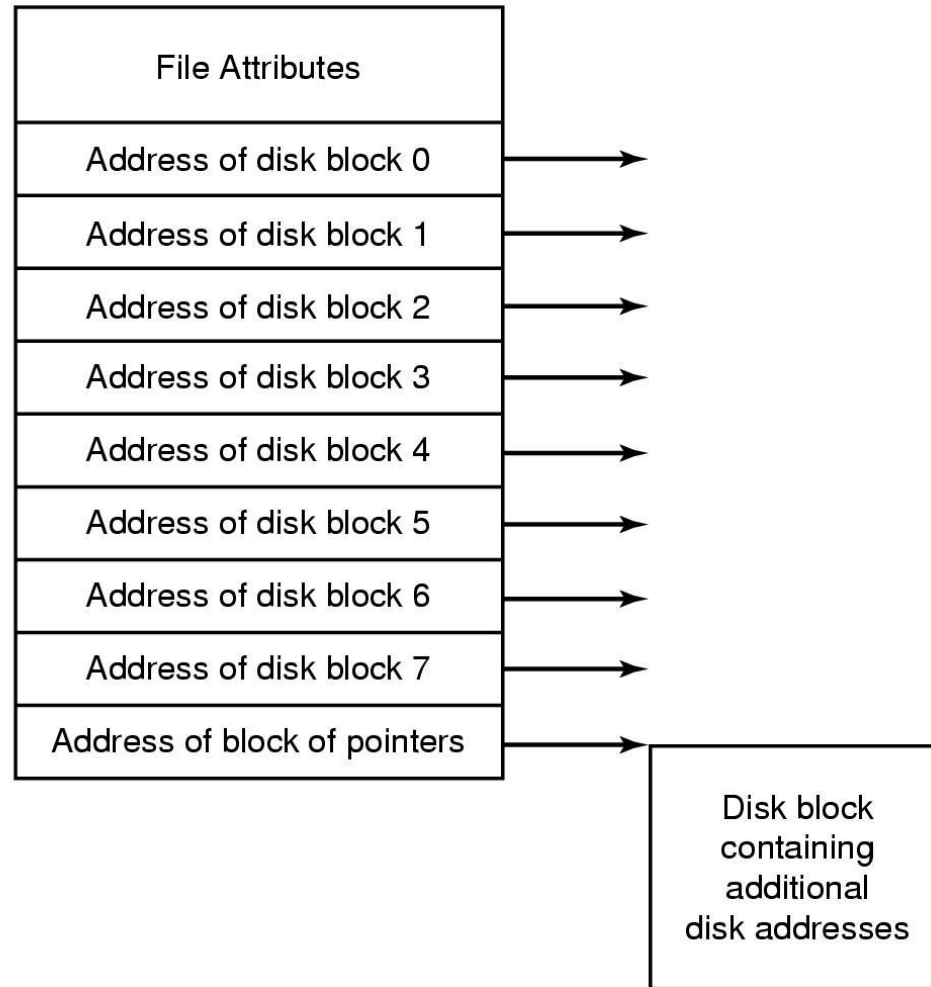 File Attributes
Address of disk block 0
Address of disk block 1
Address of disk block 2
Address of disk block 3
Address of disk block 4
Address of disk block 5
Address of disk block 6
Address of disk block 7
Address of block of pointers
Disk block
containing
additional
disk addresses